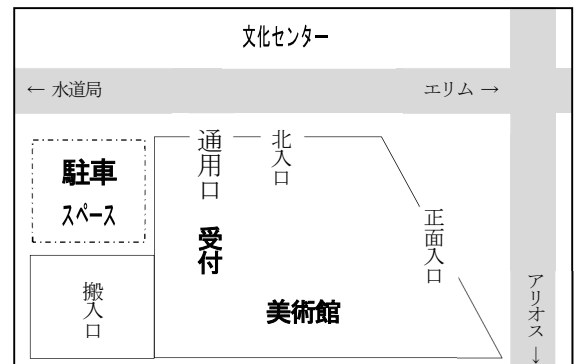 文化センター
← 水道局
エリム →
通用口
北入口
駐車
スペース
受付
正面入口
搬入口
美術館
アリオス→